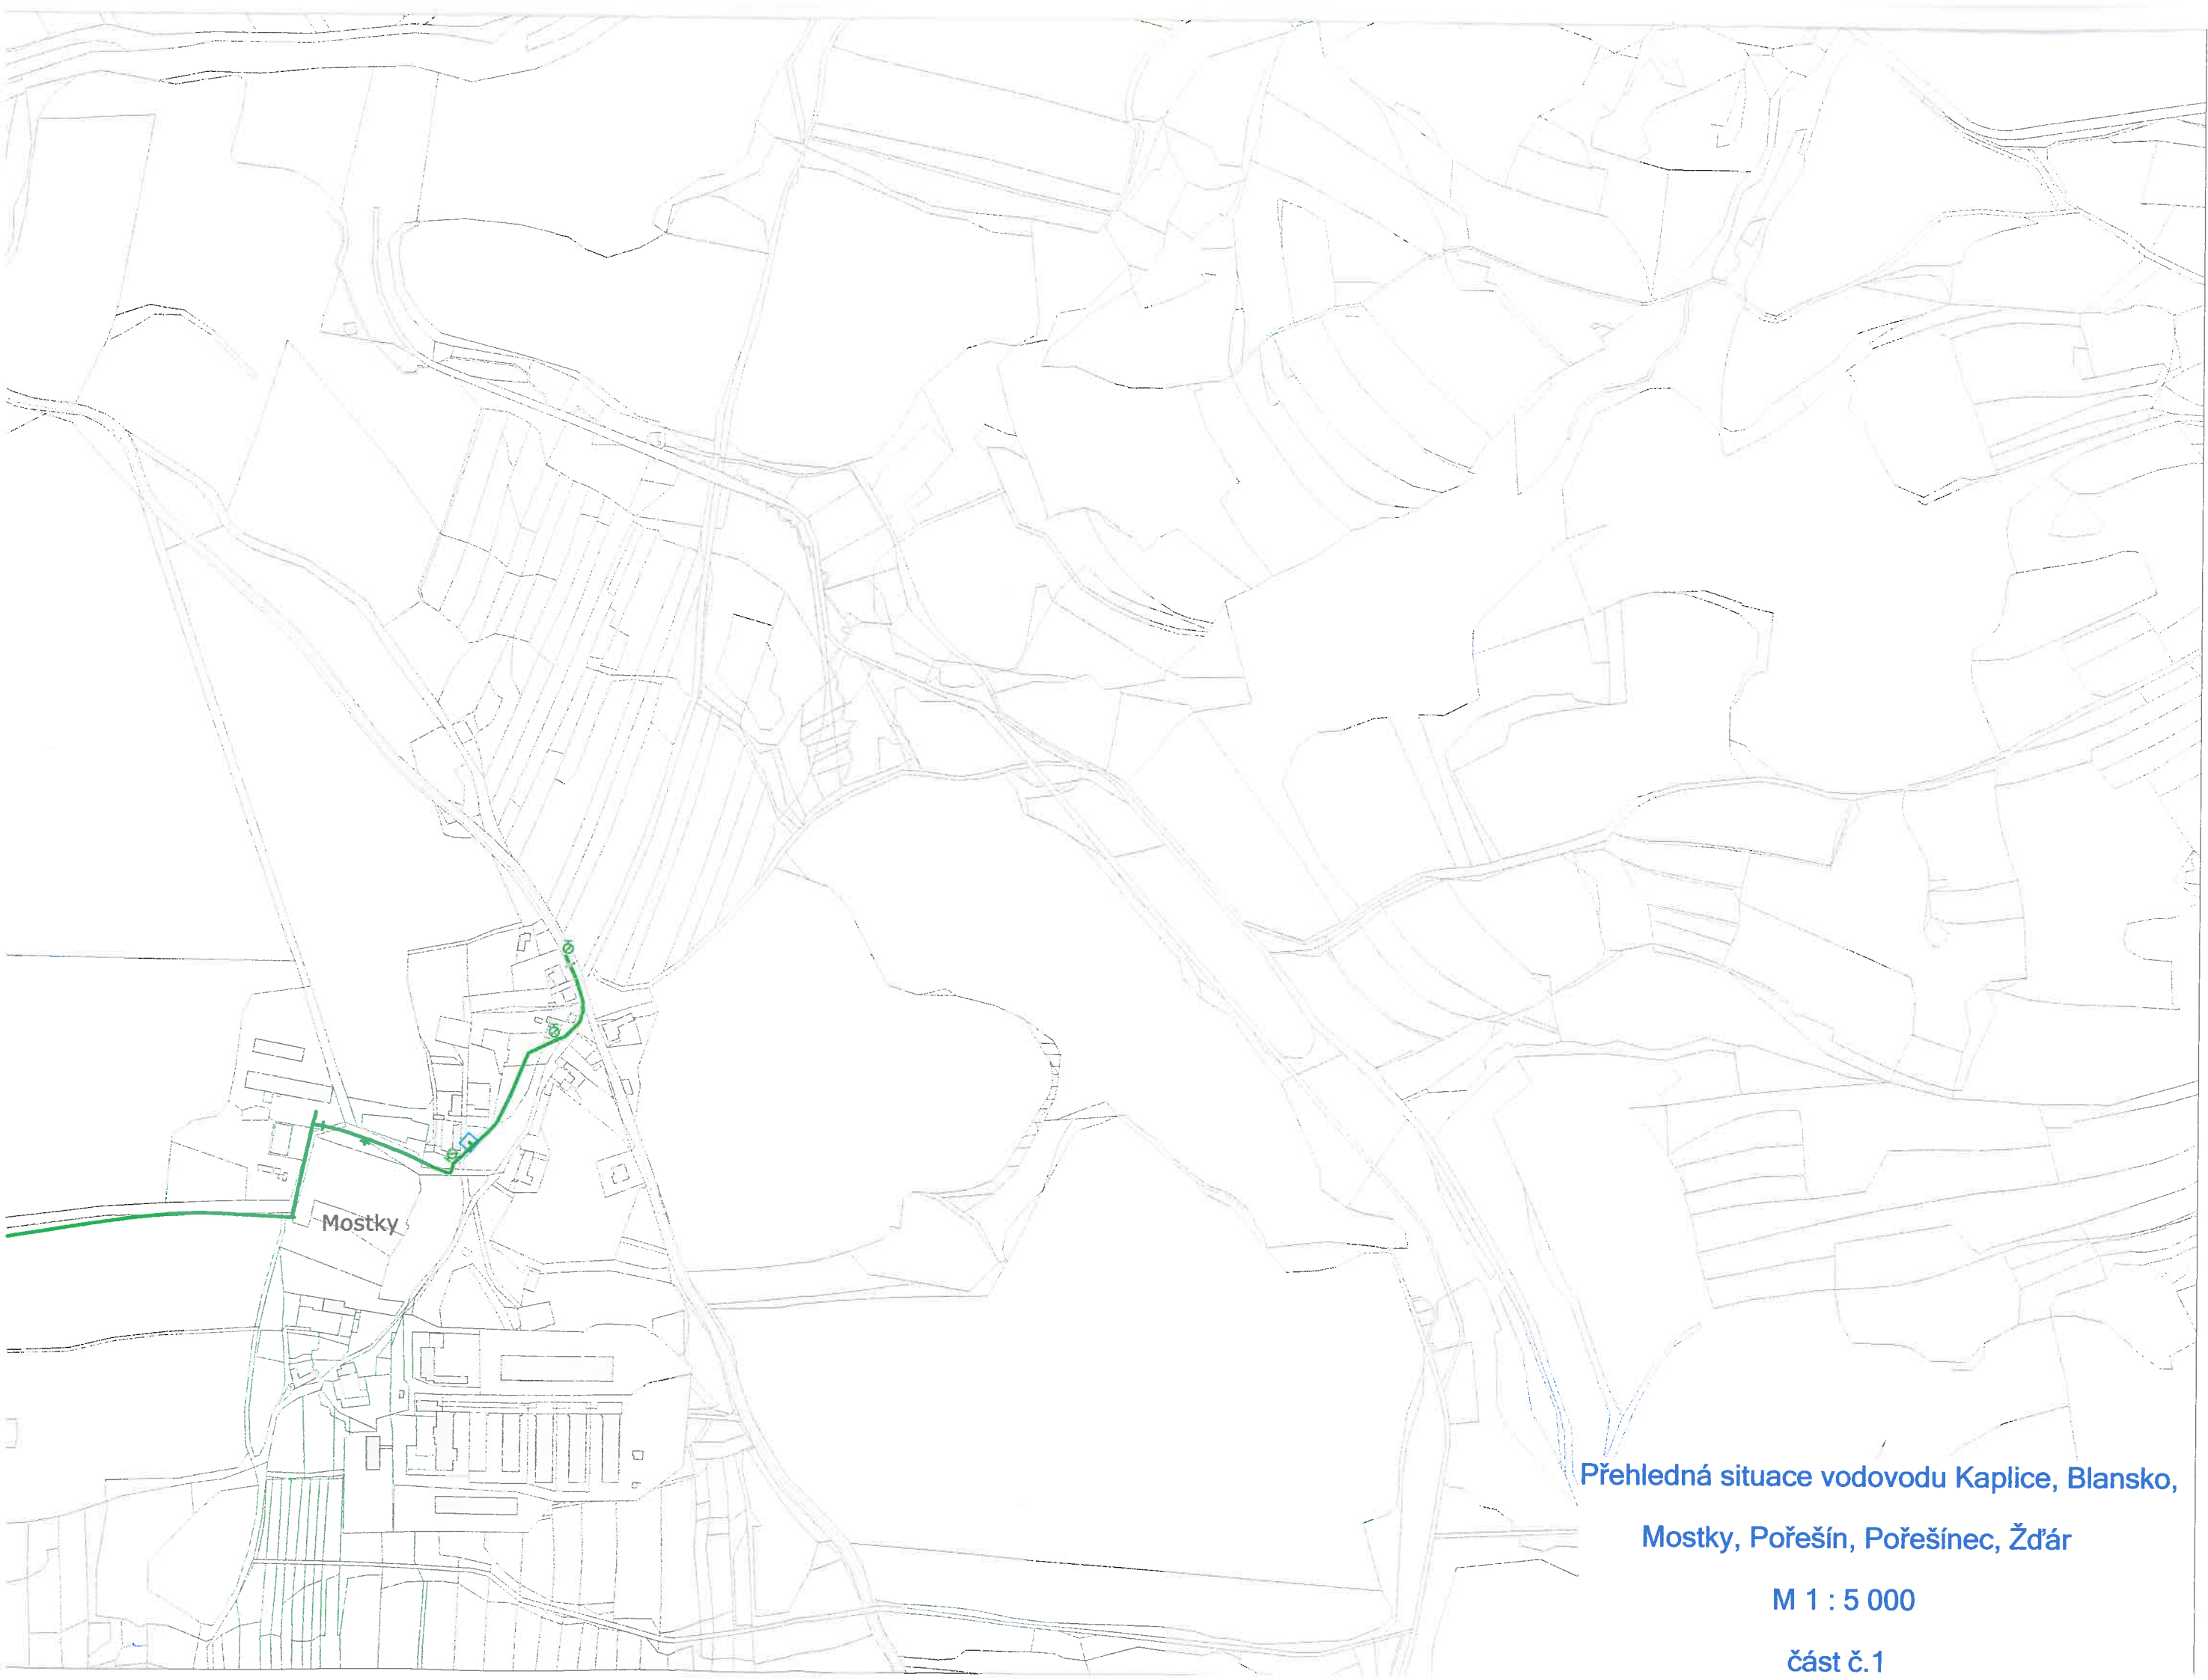 Mostky
Přehledná situace vodovodu Kaplice, Blansko,
Mostky, Pořešín, Pořešínec, Žďár
M 1 : 5 000
část č.1